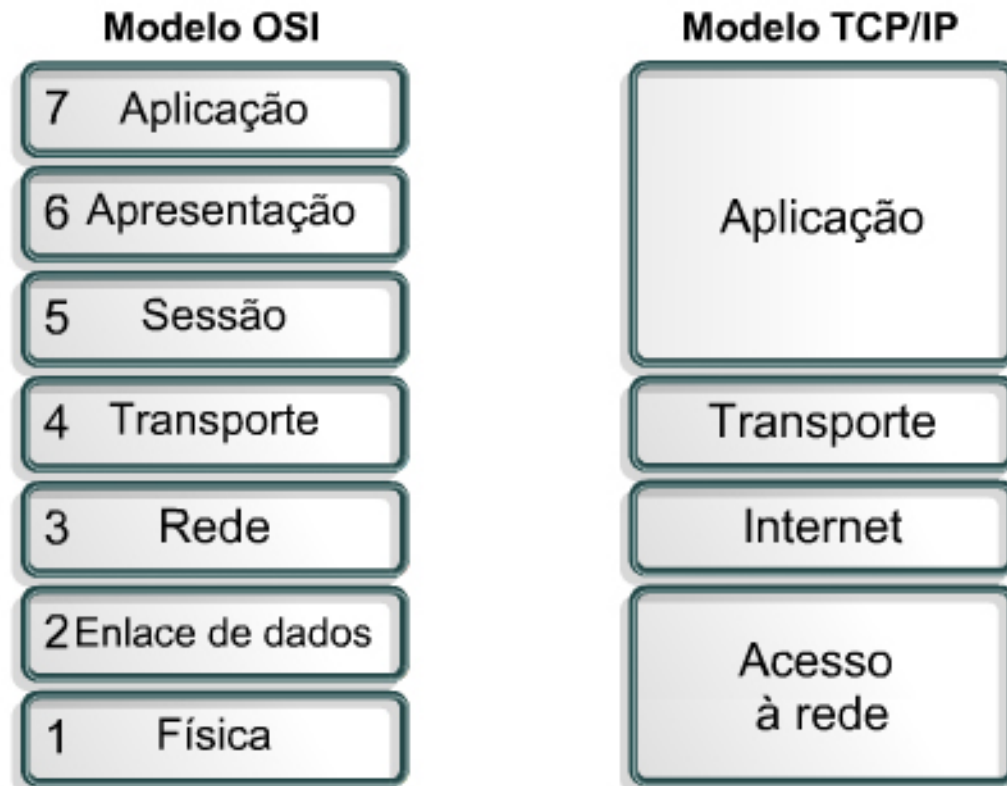 Modelo OSI
7 Aplicação
6 Apresentação
5 Sessão
4 Transporte
3 Rede
2 Enlace de dados
1 Física
Modelo TCP/IP
Aplicação
Transporte
Internet
Acesso
à rede